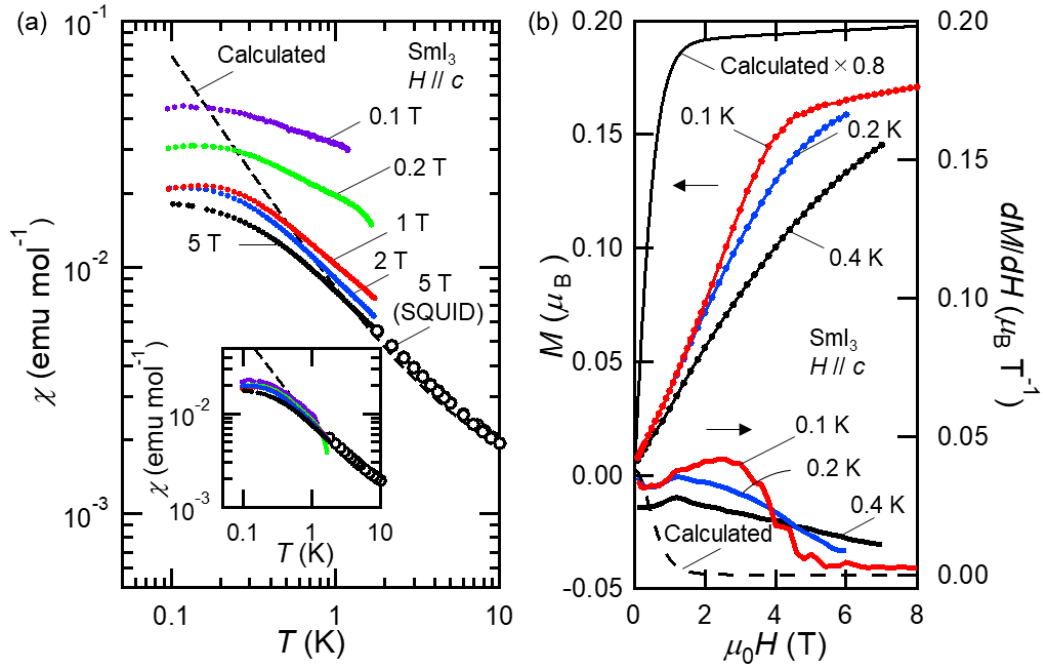 (a)
10⁻¹
10⁻²
10⁻³
χ (emu mol⁻¹)
Calculated
SmI₃
H // c
0.1 T
0.2 T
1 T
2 T
5 T
5 T
(SQUID)
0.1
1
10
T (K)
10⁻²
10⁻³
χ (emu mol⁻¹)
0.1
1
10
T (K)
(b)
0.20
0.15
0.10
0.05
0.00
-0.05
M (μB)
Calculated × 0.8
0.1 K
0.2 K
0.4 K
SmI₃
H // c
0.1 K
0.2 K
0.4 K
Calculated
0
2
4
6
8
μ₀H (T)
0.20
0.15
0.10
0.05
0.00
dM/dH (μB T⁻¹)